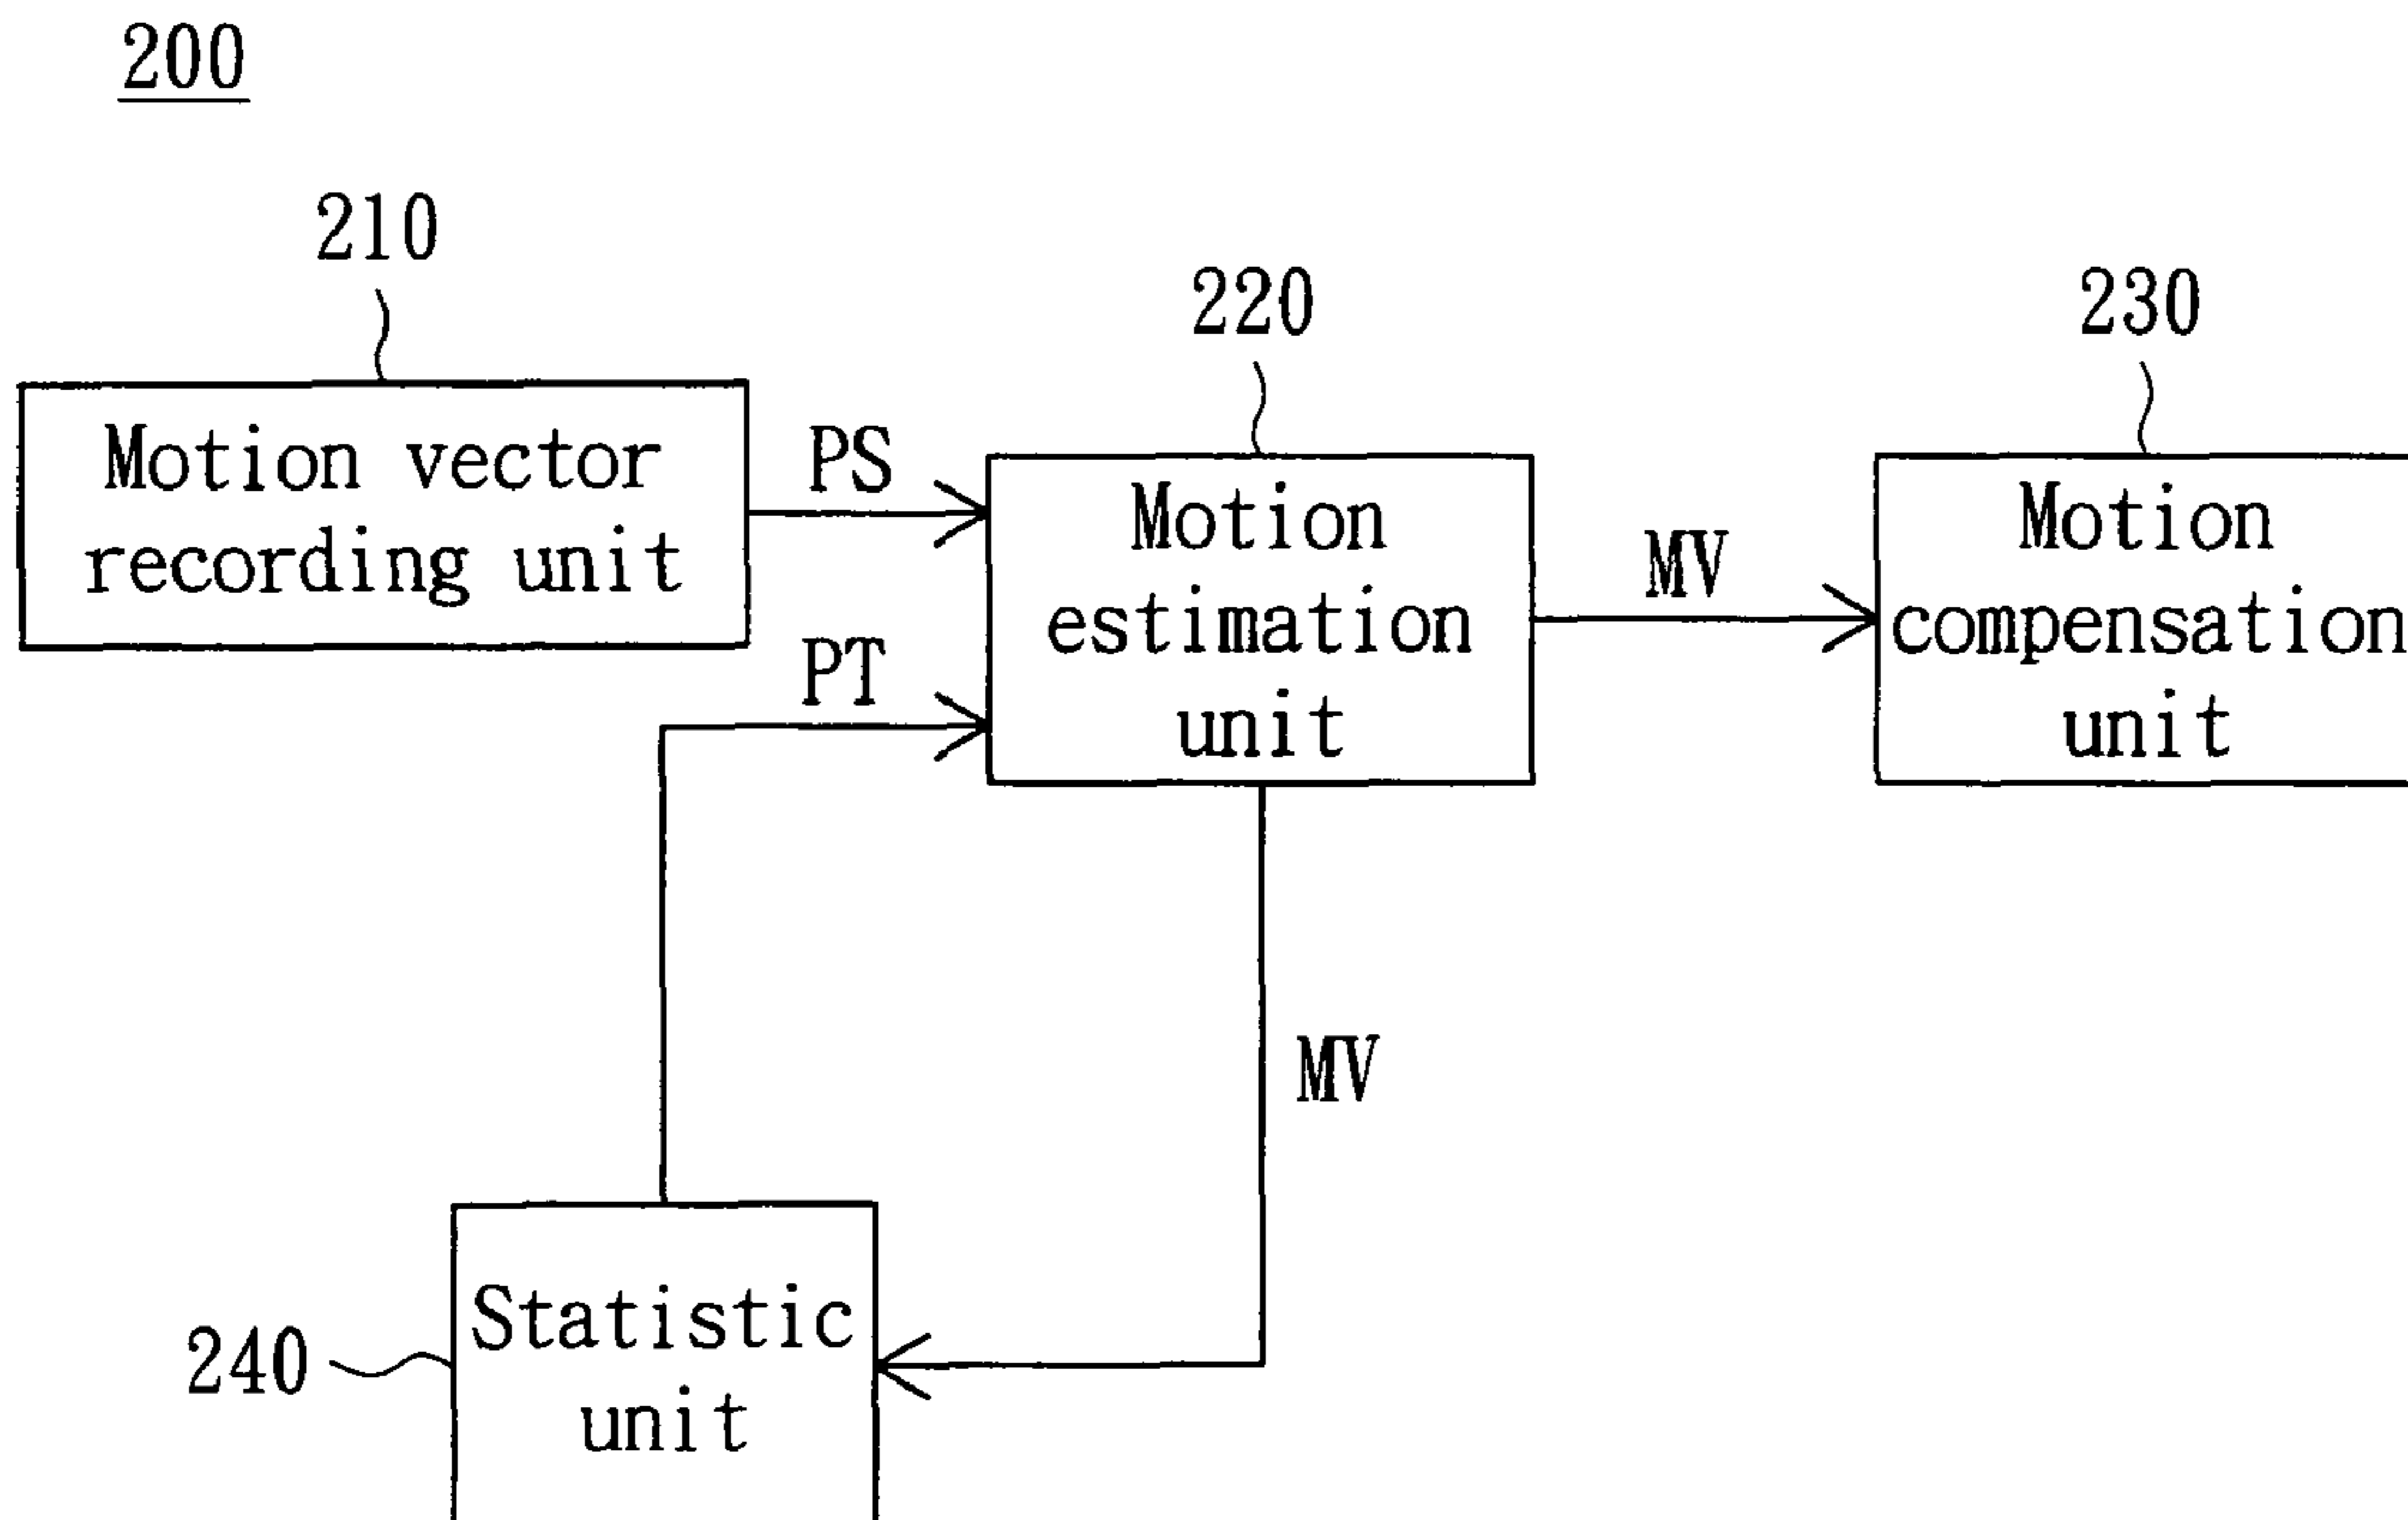 200
210
220
230
Motion vector
recording unit
PS
PT
Motion
estimation
unit
MV
Motion
compensation
unit
MV
240
Statistic
unit